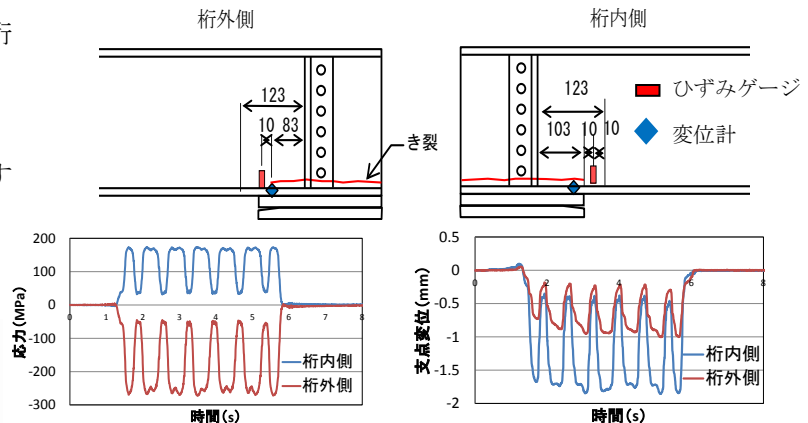 行
す
桁外側
123
10
83
き裂
桁内側
123
103
10
10
ひずみゲージ
変位計
200
100
0
-100
-200
-300
0
1
2
3
4
5
6
7
8
応力(MPa)
時間(s)
桁内側
桁外側
0.5
0
-0.5
-1
-1.5
-2
0
2
4
6
8
支点変位(mm)
時間(s)
桁内側
桁外側